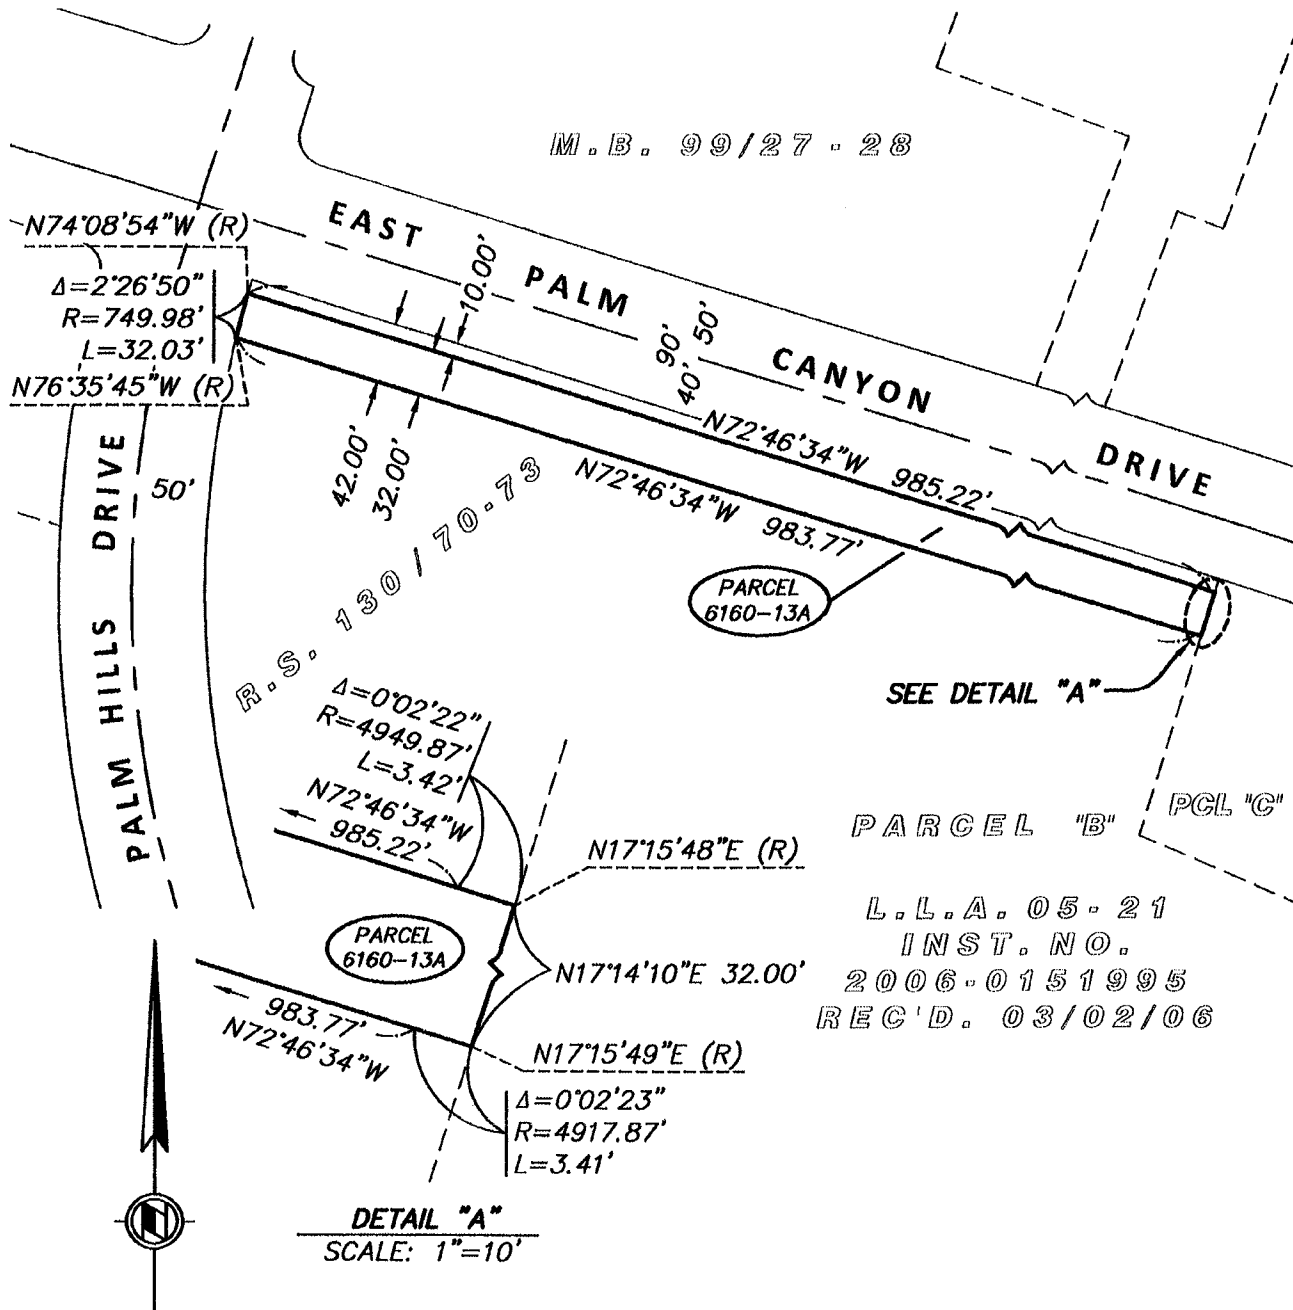 M.B. 99/27-28
EAST PALM CANYON DRIVE
N74°08'54"W (R)
Δ=2°26'50"
R=749.98'
L=32.03'
N76°35'45"W (R)
10.00'
90'
40' 50'
N72°46'34"W 985.22'
N72°46'34"W 983.77'
42.00'
32.00'
50'
PALM HILLS DRIVE
R.S. 130/70-73
PARCEL
6160-13A
SEE DETAIL "A"
Δ=0°02'22"
R=4949.87'
L=3.42'
N72°46'34"W
985.22'
N17°15'48"E (R)
PARCEL
6160-13A
N17°14'10"E 32.00'
983.77'
N72°46'34"W
N17°15'49"E (R)
Δ=0°02'23"
R=4917.87'
L=3.41'
PARCEL "B"
PCL "C"
L.L.A. 05-21
INST. NO.
2006-0151995
REC'D. 03/02/06
DETAIL "A"
SCALE: 1"=10'